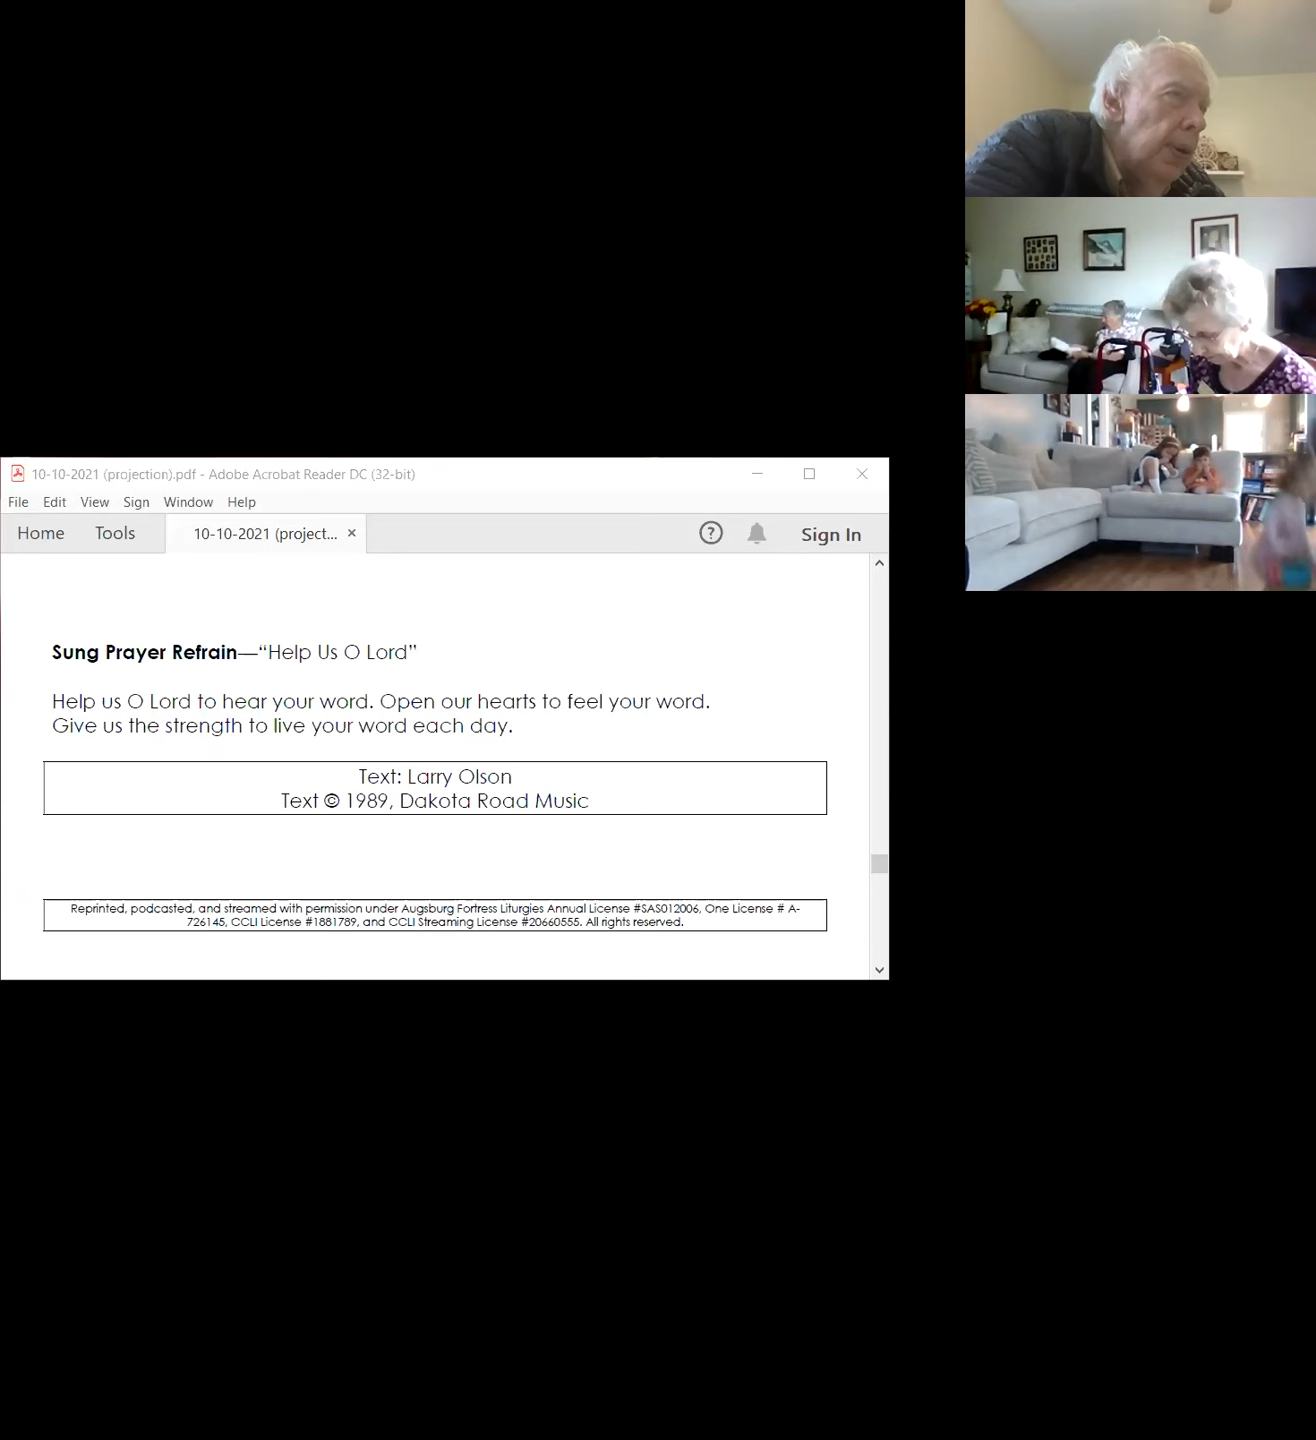 10-10-2021 (projection).pdf - Adobe Acrobat Reader DC (32-bit)
File Edit View Sign Window Help
Home Tools 10-10-2021 (project... × ? Sign In
Sung Prayer Refrain—“Help Us O Lord”
Help us O Lord to hear your word. Open our hearts to feel your word.
Give us the strength to live your word each day.
Text: Larry Olson
Text © 1989, Dakota Road Music
Reprinted, podcasted, and streamed with permission under Augsburg Fortress Liturgies Annual License #SAS012006, One License # A-
726145, CCLI License #1881789, and CCLI Streaming License #20660555. All rights reserved.